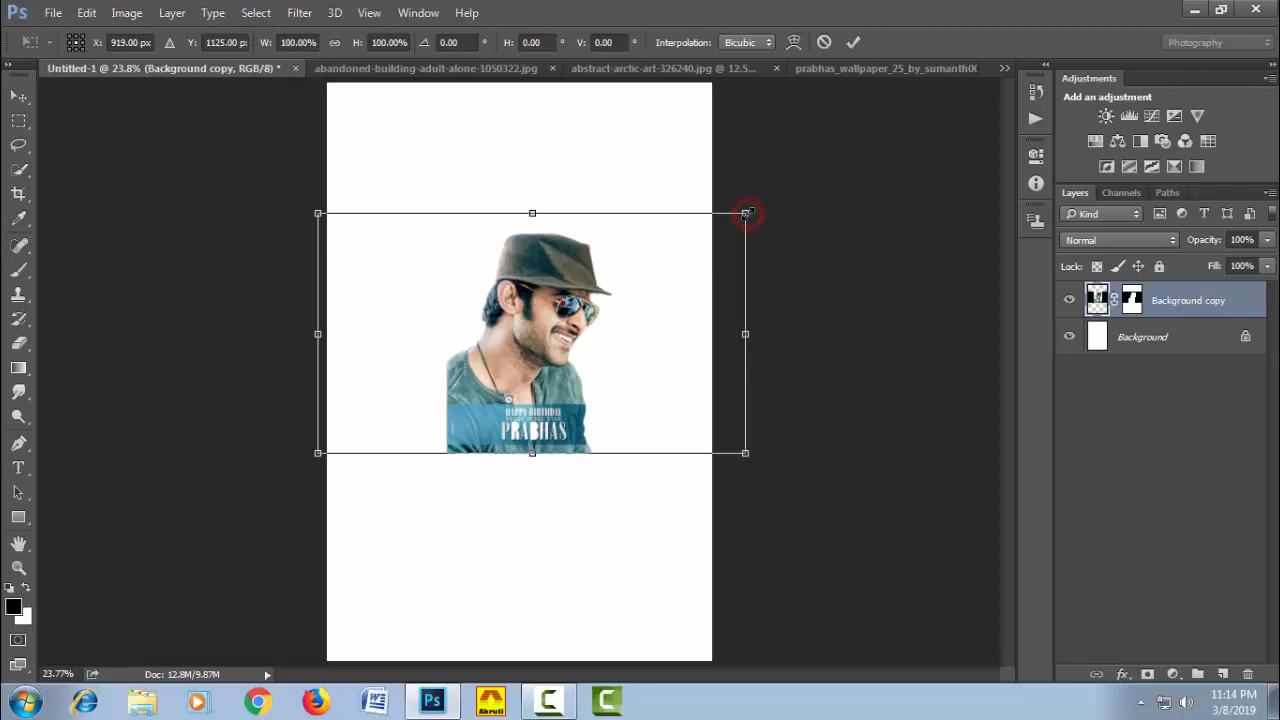 Ps File Edit Image Layer Type Select Filter 3D View Window Help
X: 919.00 px Y: 1125.00 px W: 100.00% H: 100.00% 0.00 ° H: 0.00 ° V: 0.00 ° Interpolation: Bicubic Photography
Untitled-1 @ 23.8% (Background copy, RGB/8) * × abandoned-building-adult-alone-1050322.jpg × abstract-arctic-art-326240.jpg @ 12.5... × prabhas_wallpaper_25_by_sumanth0
Adjustments
Add an adjustment
Layers Channels Paths
Kind
Normal Opacity: 100%
Lock: Fill: 100%
Background copy
Background
HAPPY BIRTHDAY
PRABHAS
23.77% Doc: 12.8M/9.87M
W Ps Akruti C C
11:14 PM
3/8/2019